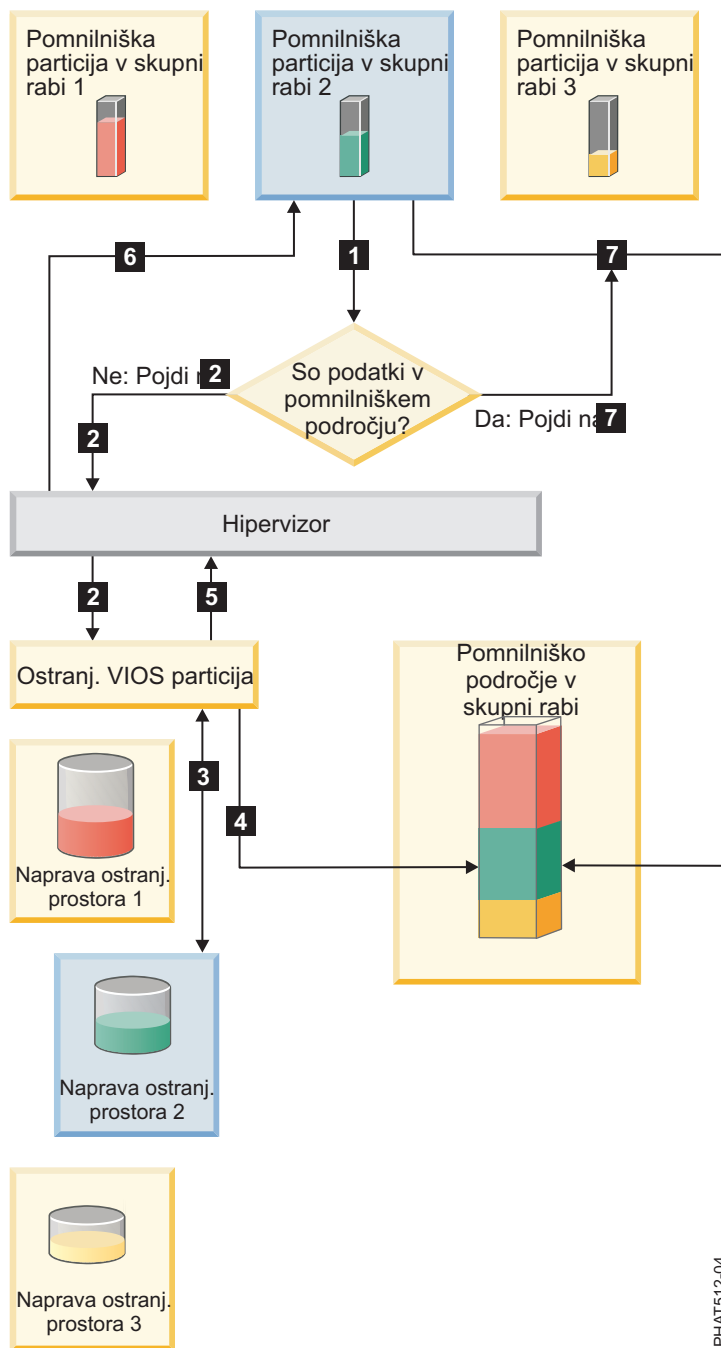 Pomnilniška
particija v skupni
rabi 1
Pomnilniška
particija v skupni
rabi 2
Pomnilniška
particija v skupni
rabi 3
6
1
7
So podatki v
pomnilniškem
področju?
Ne: Pojdi
2
Da: Pojdi
7
2
Hipervizor
2
5
Ostranj. VIOS particija
Pomnilniško
področje v
skupni rabi
3
4
Naprava ostranj.
prostora 1
Naprava ostranj.
prostora 2
Naprava ostranj.
prostora 3
PHAT512-04